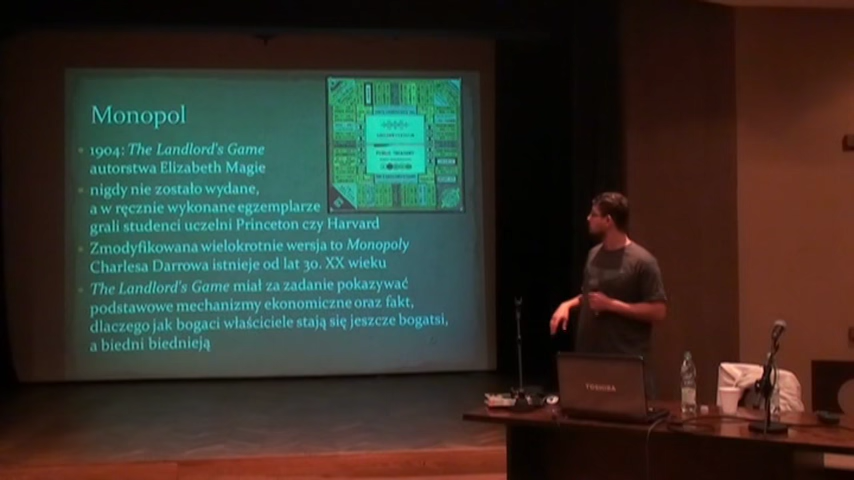 Monopol
1904: The Landlord's Game
autorstwa Elizabeth Magie
nigdy nie zostało wydane,
a w ręcznie wykonane egzemplarze
grali studenci uczelni Princeton czy Harvard
Zmodyfikowana wielokrotnie wersja to Monopoly
Charlesa Darrowa istnieje od lat 30. XX wieku
The Landlord's Game miał za zadanie pokazywać
podstawowe mechanizmy ekonomiczne oraz fakt,
dlaczego jak bogaci właściciele stają się jeszcze bogatsi,
a biedni biednieją
PUBLIC TREASURY
TOSHIBA